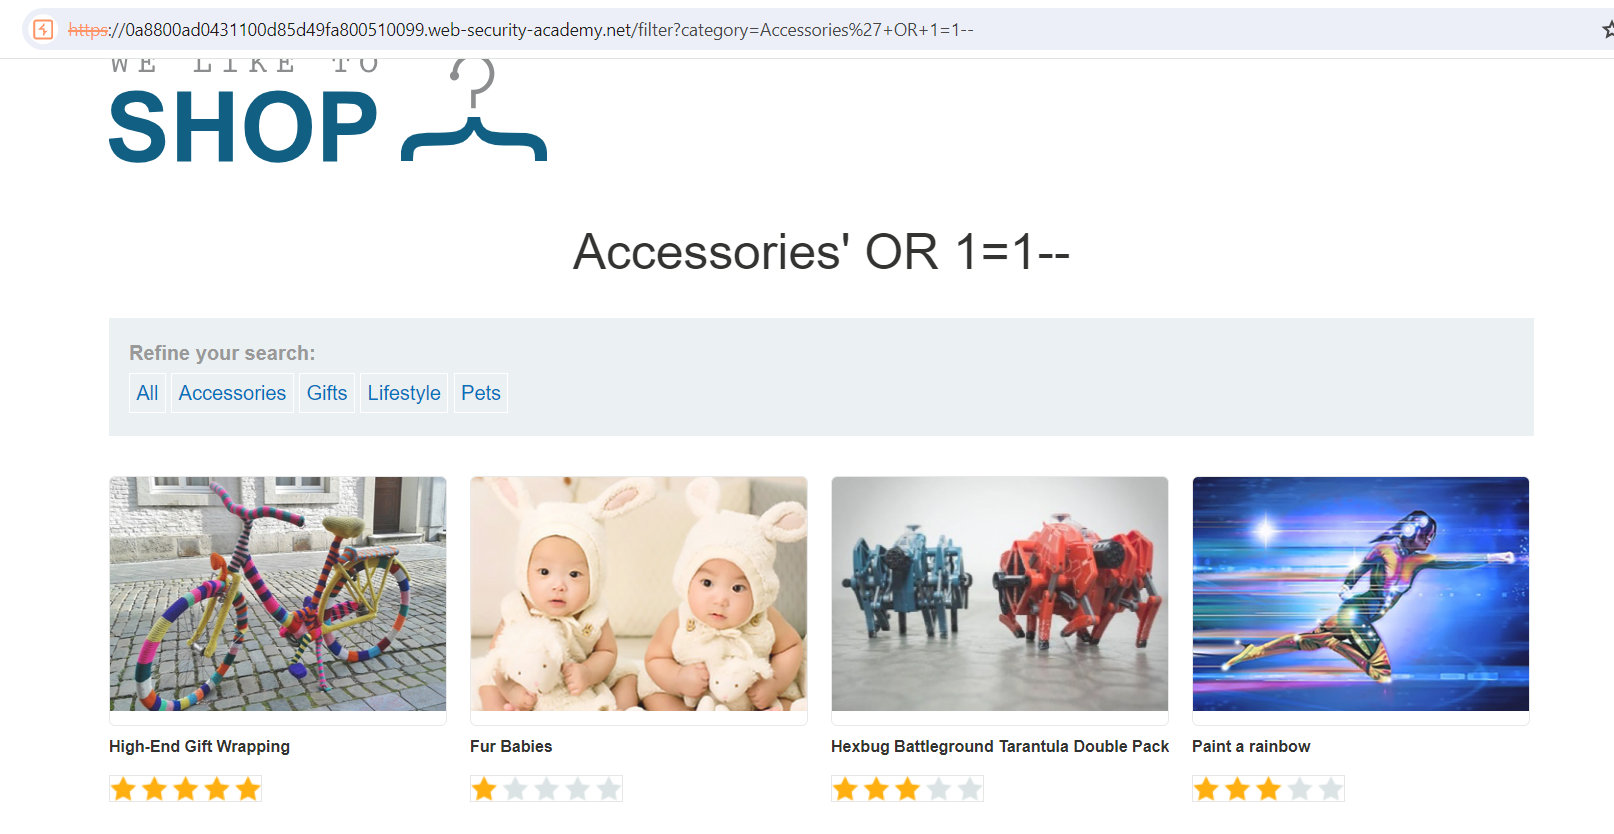 https://0a8800ad0431100d85d49fa800510099.web-security-academy.net/filter?category=Accessories%27+OR+1=1--
WE LIKE TO
SHOP
Accessories' OR 1=1--
Refine your search:
All Accessories Gifts Lifestyle Pets
High-End Gift Wrapping Fur Babies Hexbug Battleground Tarantula Double Pack Paint a rainbow